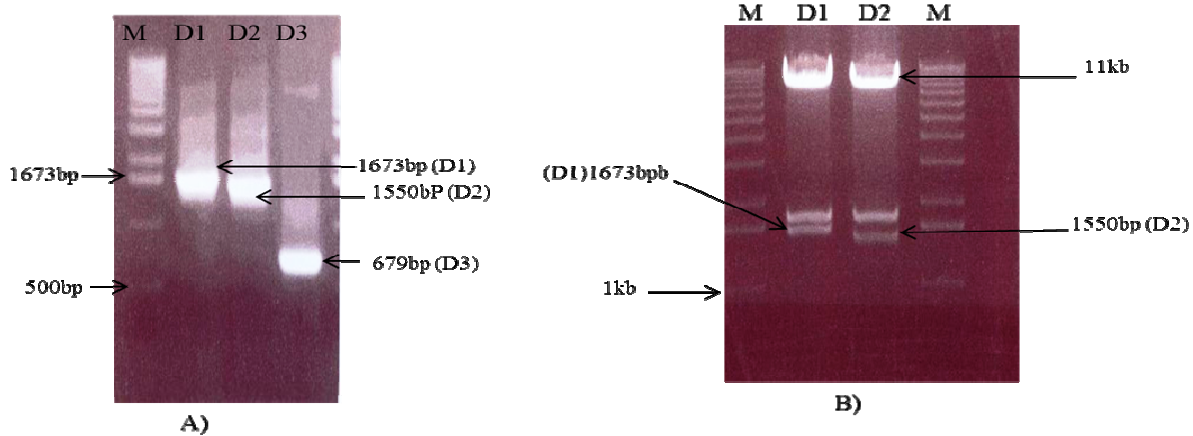 M D1 D2 D3
1673bp
1673bp (D1)
1550bP (D2)
679bp (D3)
500bp
A)
M D1 D2 M
11kb
(D1)1673bpb
1550bp (D2)
1kb
B)